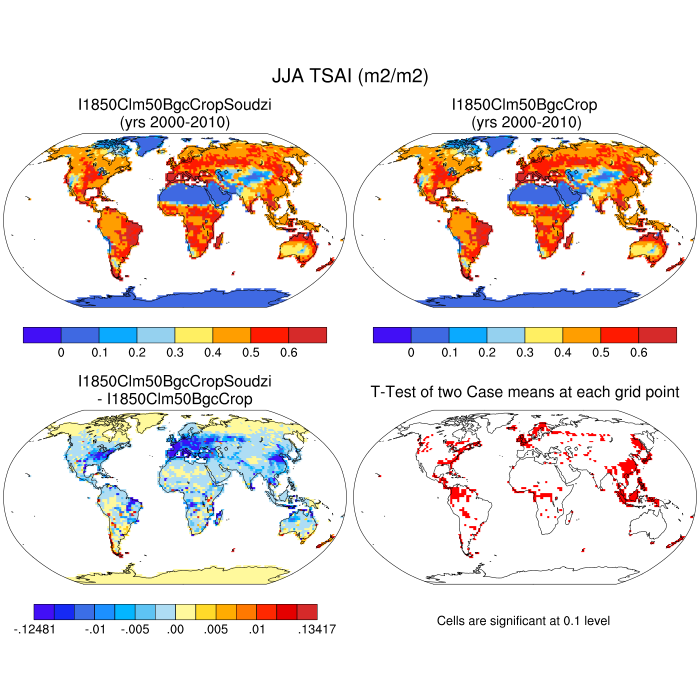 JJA TSAI (m2/m2)
I1850Clm50BgcCropSoudzi
(yrs 2000-2010)
I1850Clm50BgcCrop
(yrs 2000-2010)
0 0.1 0.2 0.3 0.4 0.5 0.6
0 0.1 0.2 0.3 0.4 0.5 0.6
I1850Clm50BgcCropSoudzi
- I1850Clm50BgcCrop
T-Test of two Case means at each grid point
-.12481 -.01 -.005 .00 .005 .01 .13417
Cells are significant at 0.1 level